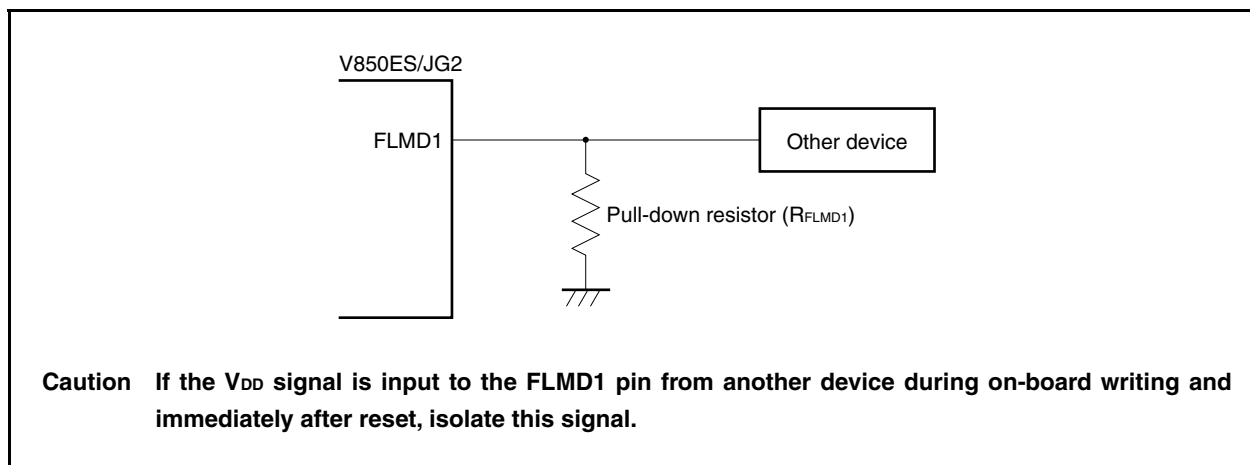 V850ES/JG2
FLMD1
Other device
Pull-down resistor (RFLMD1)
Caution If the VDD signal is input to the FLMD1 pin from another device during on-board writing and
immediately after reset, isolate this signal.